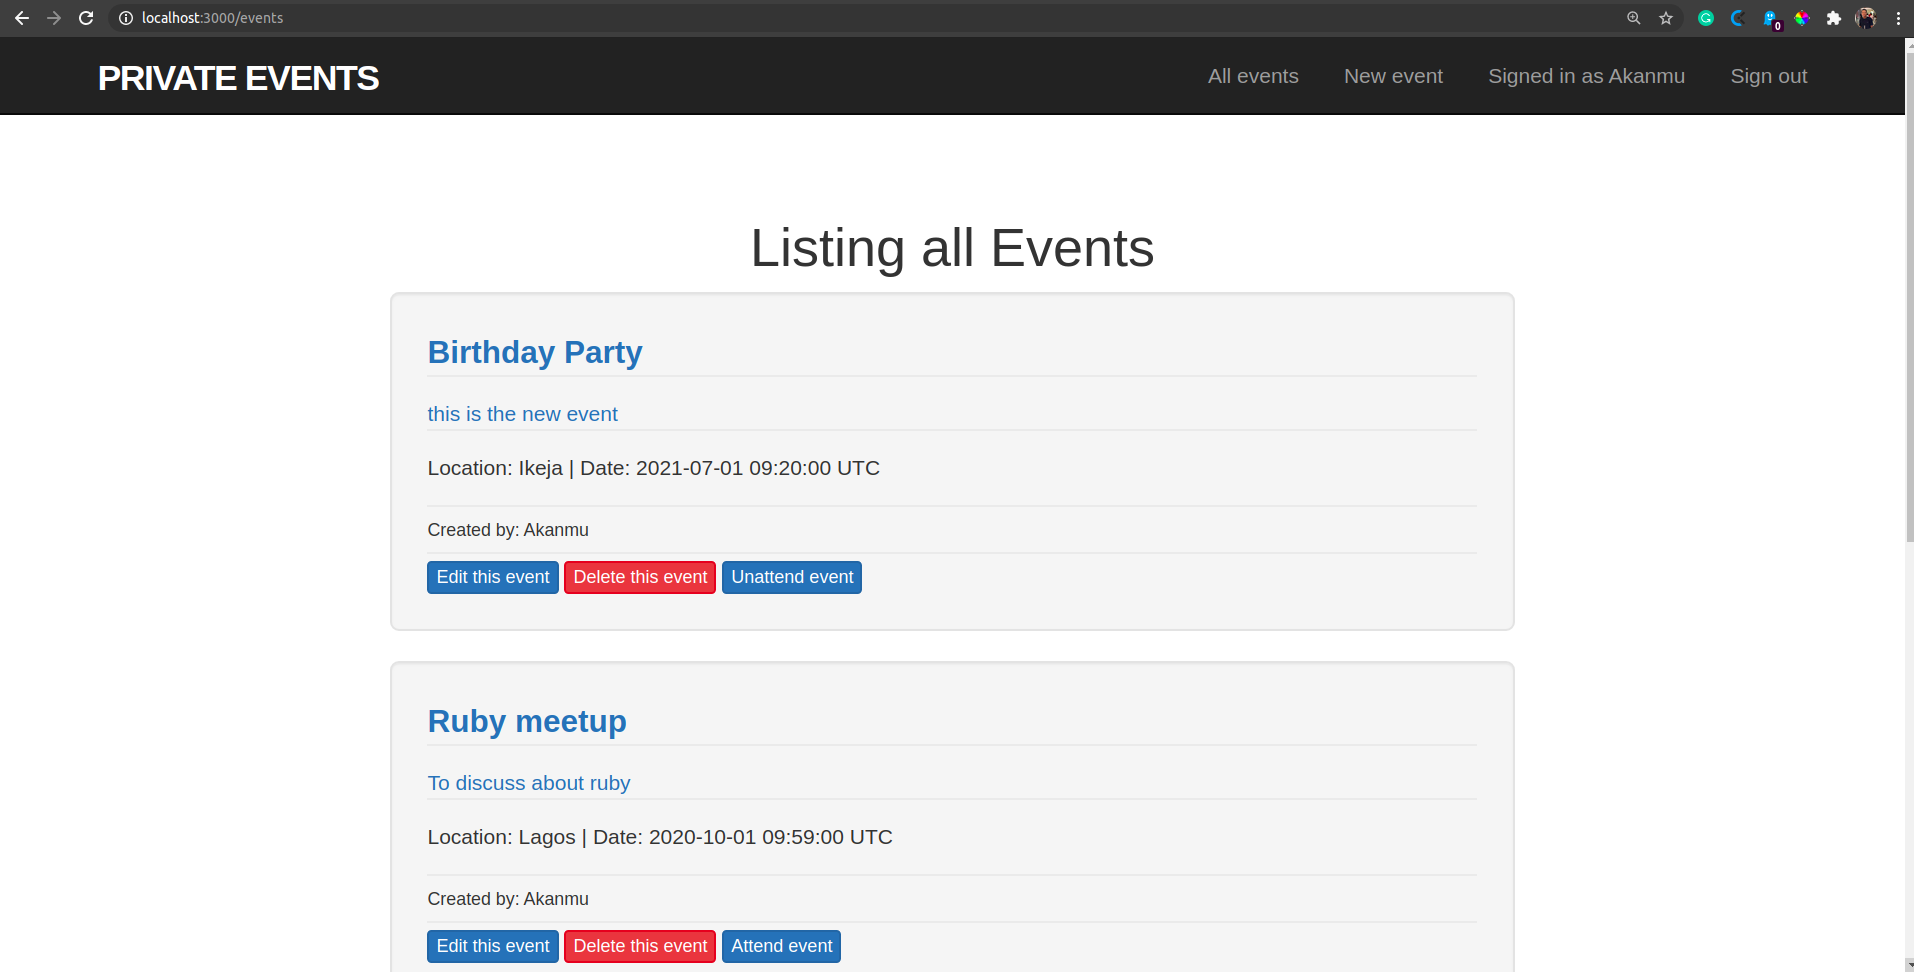 localhost:3000/events
0
PRIVATE EVENTS
All events New event Signed in as Akanmu Sign out
Listing all Events
Birthday Party
this is the new event
Location: Ikeja | Date: 2021-07-01 09:20:00 UTC
Created by: Akanmu
Edit this event Delete this event Unattend event
Ruby meetup
To discuss about ruby
Location: Lagos | Date: 2020-10-01 09:59:00 UTC
Created by: Akanmu
Edit this event Delete this event Attend event